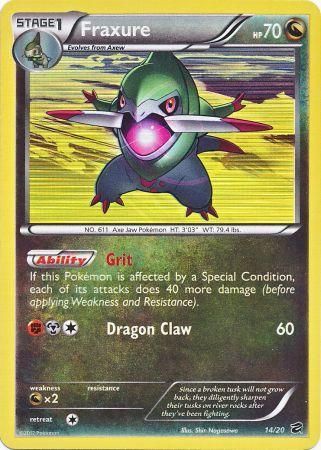 STAGE1
Fraxure
HP 70
Evolves from Axew
NO. 611 Axe Jaw Pokémon HT: 3'03" WT: 79.4 lbs.
Ability Grit
If this Pokémon is affected by a Special Condition,
each of its attacks does 40 more damage (before
applying Weakness and Resistance).
Dragon Claw 60
weakness resistance
×2
retreat
Since a broken tusk will not grow
back, they diligently sharpen
their tusks on river rocks after
they've been fighting.
Illus. Shin Nagasawa
14/20
©2012 Pokémon